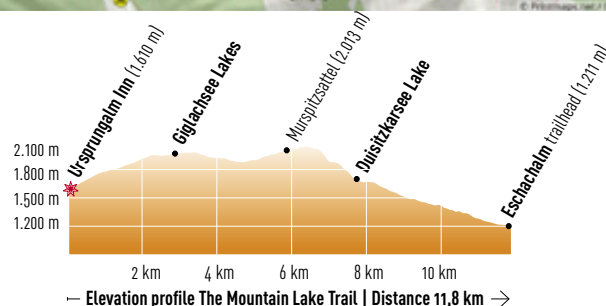 © Printmaps.net /
Ursprungalm Inn (1.610 m)
Giglachsee Lakes
Murspitzsattel (2.013 m)
Duisitzkarsee Lake
Eschachalm trailhead (1.211 m)
2.100 m
1.800 m
1.500 m
1.200 m
2 km 4 km 6 km 8 km 10 km
Elevation profile The Mountain Lake Trail | Distance 11,8 km